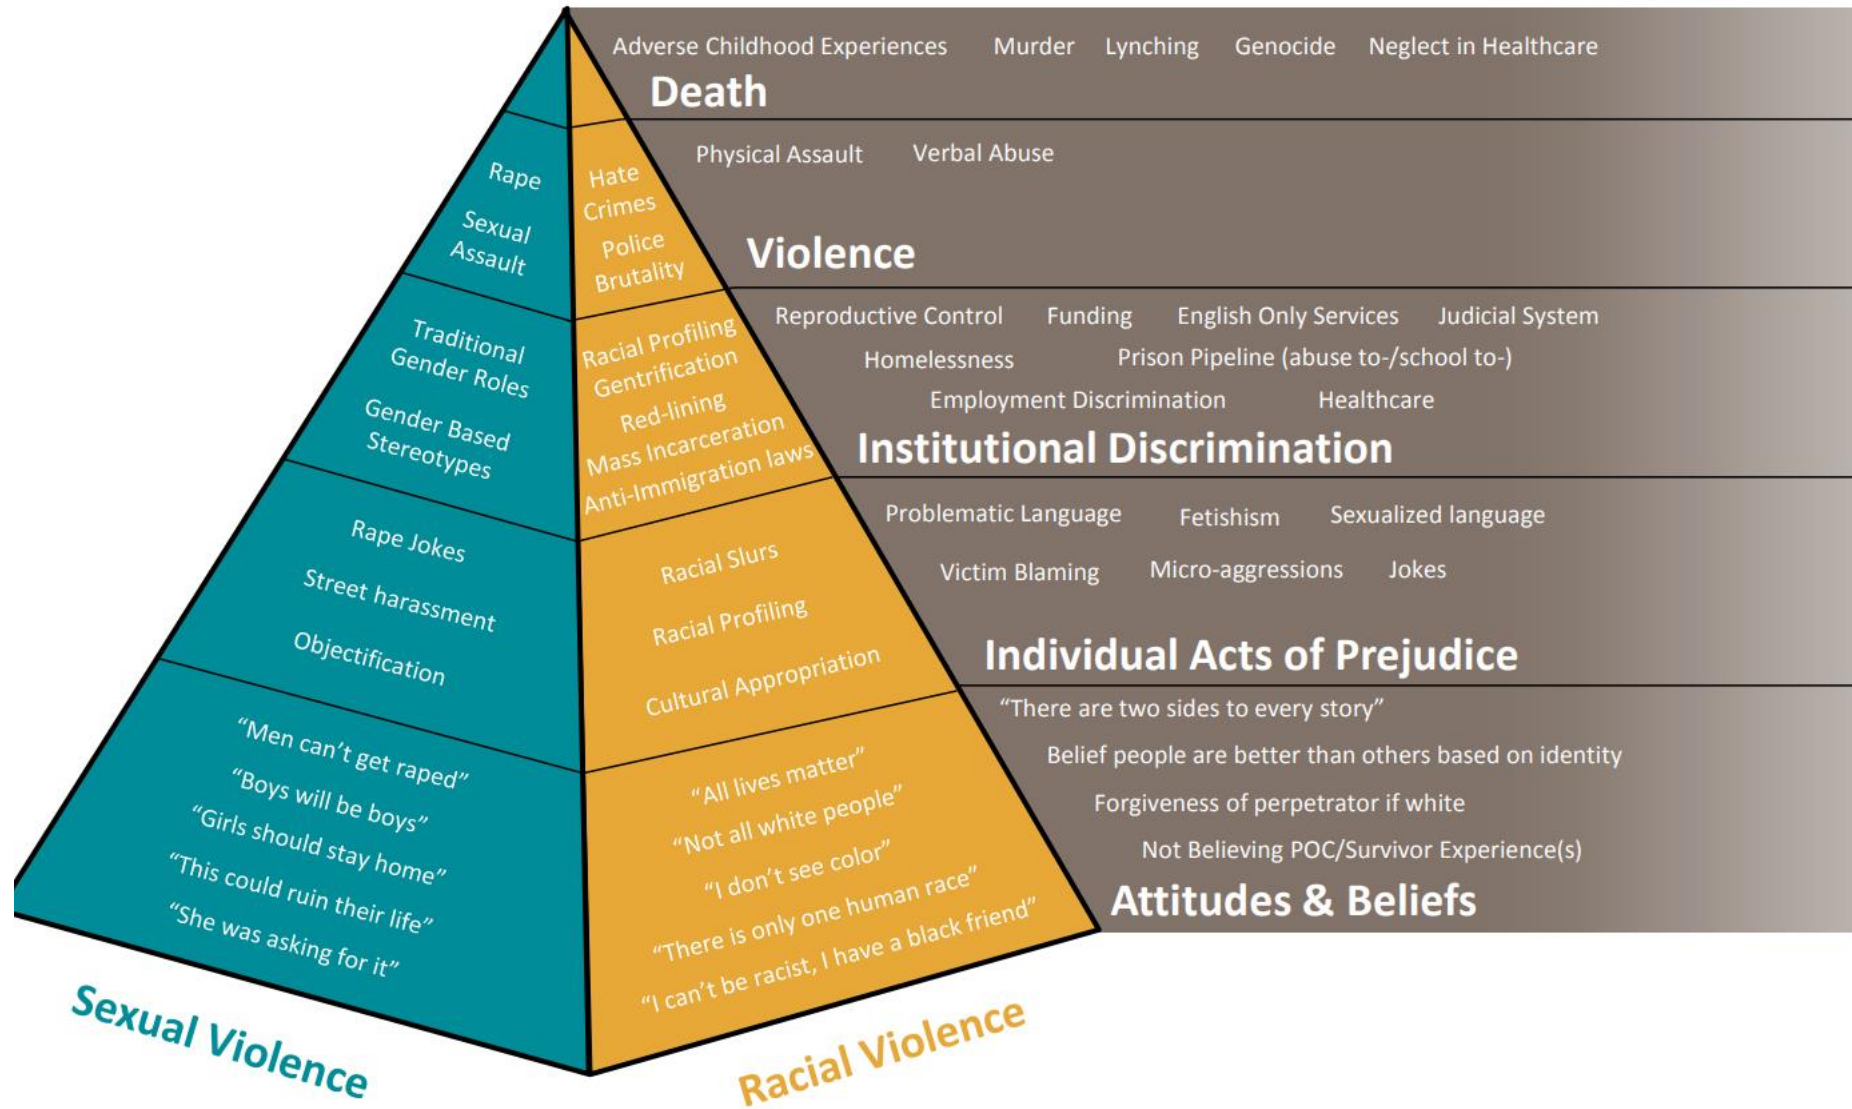 Adverse Childhood Experiences Murder Lynching Genocide Neglect in Healthcare
Death
Physical Assault Verbal Abuse
Rape
Sexual
Assault
Hate
Crimes
Police
Brutality
Violence
Reproductive Control Funding English Only Services Judicial System
Homelessness Prison Pipeline (abuse to-/school to-)
Employment Discrimination Healthcare
Traditional
Gender Roles
Gender Based
Stereotypes
Racial Profiling
Gentrification
Red-lining
Mass Incarceration
Anti-Immigration laws
Institutional Discrimination
Problematic Language Fetishism Sexualized language
Victim Blaming Micro-aggressions Jokes
Rape Jokes
Street harassment
Objectification
Racial Slurs
Racial Profiling
Cultural Appropriation
Individual Acts of Prejudice
“There are two sides to every story”
Belief people are better than others based on identity
Forgiveness of perpetrator if white
Not Believing POC/Survivor Experience(s)
“Men can’t get raped”
“Boys will be boys”
“Girls should stay home”
“This could ruin their life”
“She was asking for it”
“All lives matter”
“Not all white people”
“I don’t see color”
“There is only one human race”
“I can’t be racist, I have a black friend”
Attitudes & Beliefs
Sexual Violence
Racial Violence